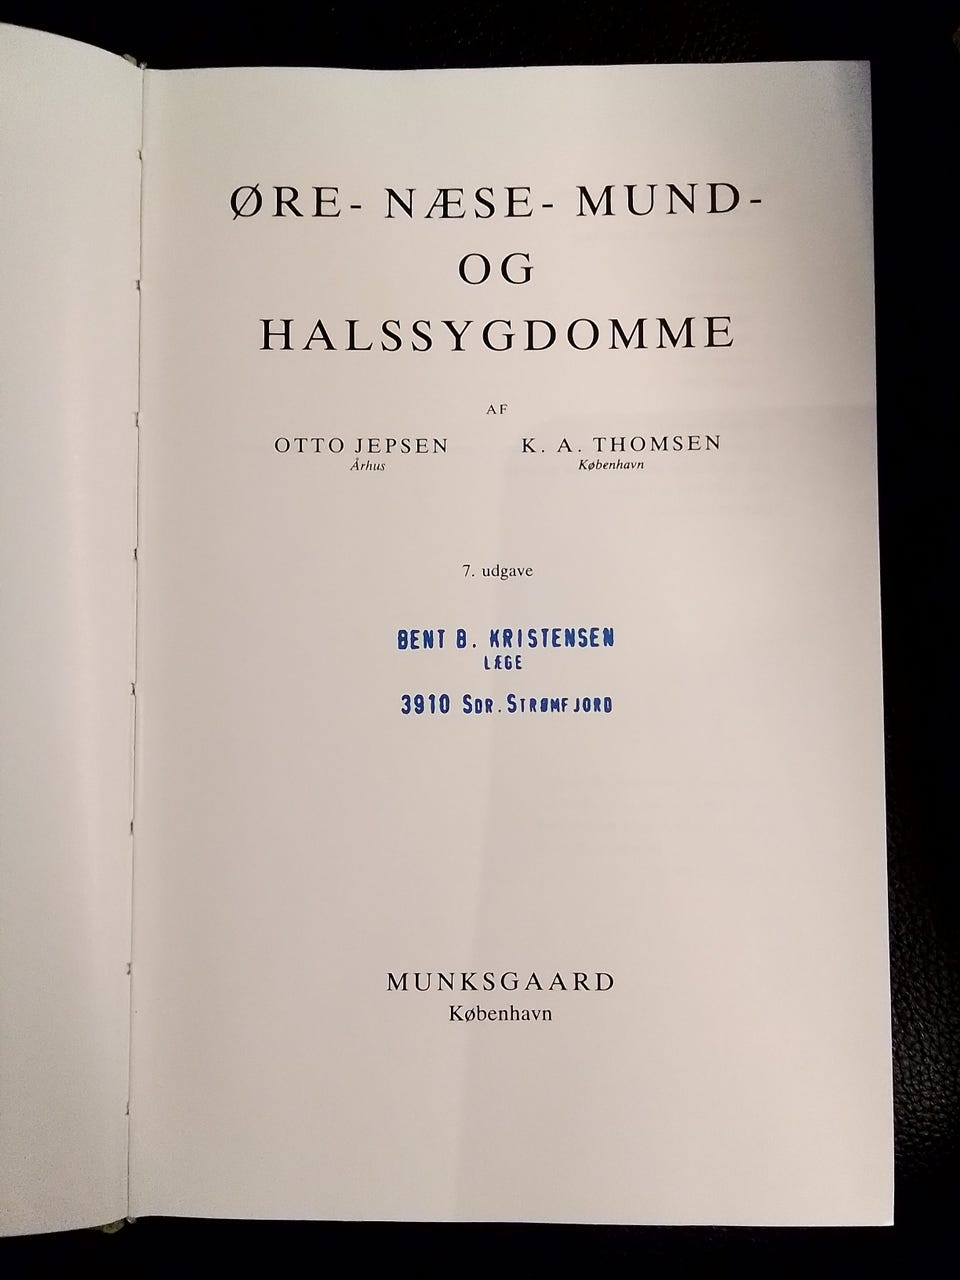 ØRE- NÆSE- MUND-
OG
HALSSYGDOMME
AF
OTTO JEPSEN K. A. THOMSEN
Århus København
7. udgave
BENT B. KRISTENSEN
LÆGE
3910 SDR. STRØMFJORD
MUNKSGAARD
København